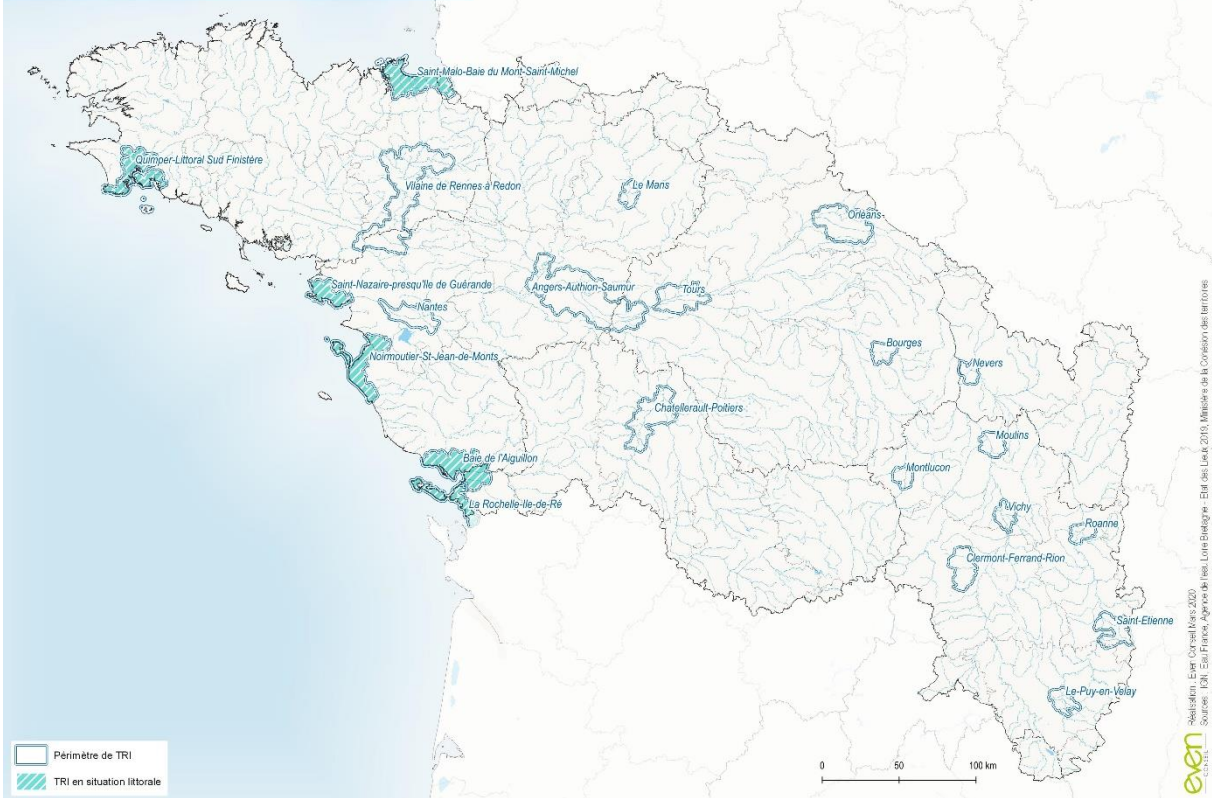 Saint-Malo-Baie du Mont-Saint-Michel
Quimper-Littoral Sud Finistère
Vilaine de Rennes à Redon
Le Mans
Orléans
Saint-Nazaire-presqu'île de Guérande
Angers-Authion-Saumur
Tours
Nantes
Bourges
Noirmoutier-St-Jean-de-Monts
Nevers
Chatellerault-Poitiers
Moulins
Baie de l'Aiguillon
Montlucon
La Rochelle-Ile-de-Ré
Vichy
Roanne
Clermont-Ferrand-Rion
Saint-Etienne
Le-Puy-en-Velay
Périmètre de TRI
TRI en situation littorale
0 50 100 km
Réalisation : Even Conseil, Mars 2020
Sources : IGN, Eau France, Agence de l'eau, Loire Bretagne - Etat des Lieux 2019, Ministère de la Cohésion des territoires
even
CONSEIL